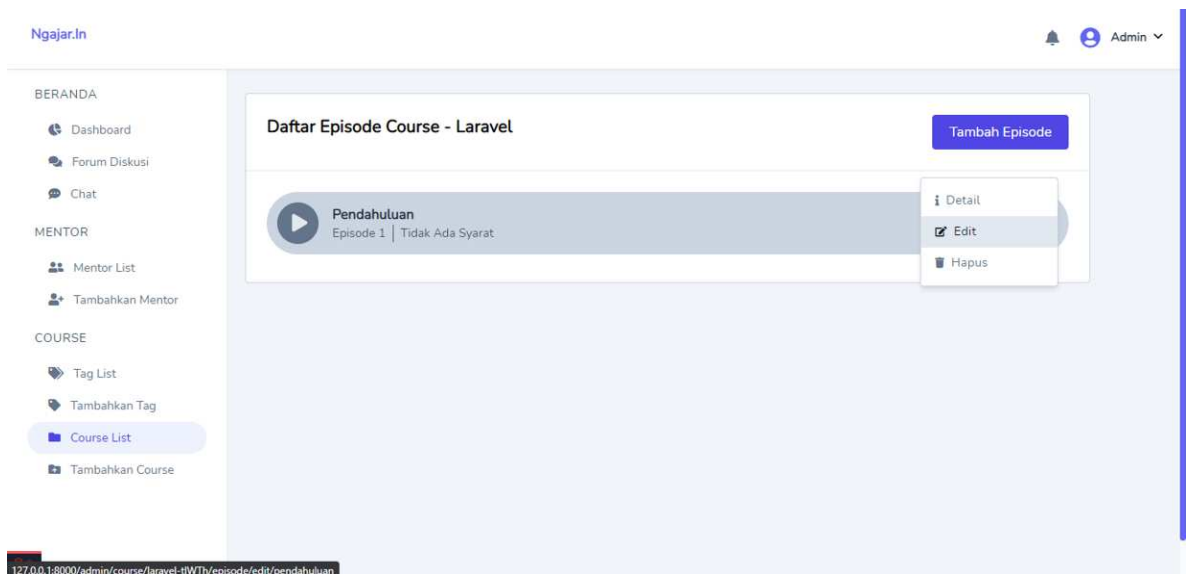 Ngajar.In
Admin
BERANDA
Dashboard
Forum Diskusi
Chat
MENTOR
Mentor List
Tambahkan Mentor
COURSE
Tag List
Tambahkan Tag
Course List
Tambahkan Course
Daftar Episode Course - Laravel
Tambah Episode
Pendahuluan
Episode 1 | Tidak Ada Syarat
Detail
Edit
Hapus
127.0.0.1:8000/admin/course/laravel-tlWTh/episode/edit/pendahuluan